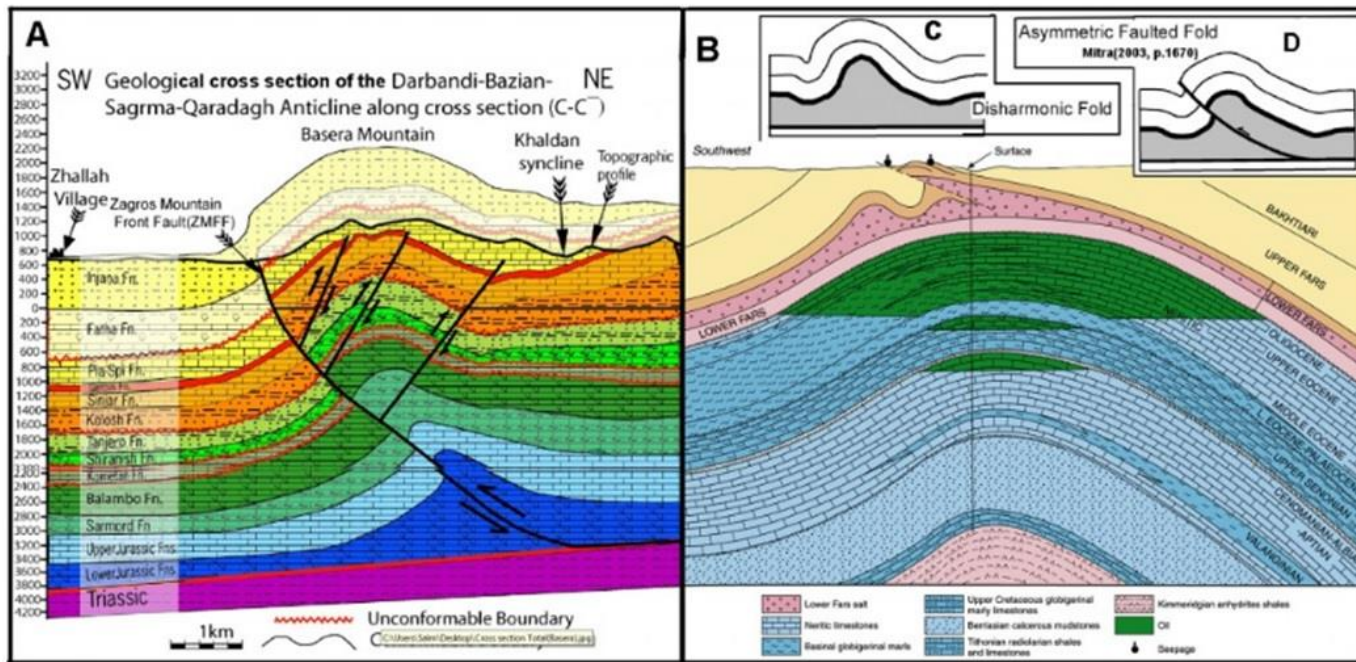 A
SW Geological cross section of the Darbandi-Bazian- NE
Sagrma-Qaradagh Anticline along cross section (C-C¯)
Basera Mountain
Khaldan
syncline
Topographic
profile
Zhallah
Village
Zagros Mountain
Front Fault(ZMFF)
3200
3000
2800
2600
2400
2200
2000
1800
1600
1400
1200
1000
800
600
400
200
0
200
400
600
800
1000
1200
1400
1600
1800
2000
2200
2400
2600
2800
3000
3200
3400
3600
3800
4000
4200
Injana Fn.
Fatha Fn.
Pila Spi Fn.
Sinjar Fn.
Kolosh Fn.
Tanjero Fn.
Shiranish Fn.
Kometan Fn.
Balambo Fn.
Sarmord Fn
UpperJurassic Fns
LowerJurassic Fns
Triassic
Unconformable Boundary
1km
B
C
Disharmonic Fold
Asymmetric Faulted Fold
Mitra(2003, p.1670)
D
Southwest
Surface
BAKHTIARI
UPPER FARS
LOWER FARS
LOWER FARS
OLIGOCENE
UPPER EOCENE
MIDDLE EOCENE
EOCENE-PALAEOCENE
UPPER SENONIAN
CENOMANIAN-ALBIAN
-APTIAN
VALANGINIAN
Lower Fars salt
Neritic limestones
Basinal globigerinal marls
Upper Cretaceous globigerinal
marly limestones
Berriasian calcerous mudstones
Tithonian radiolarian shales
and limestones
Kimmeridgian anhydrites shales
Oil
Seepage